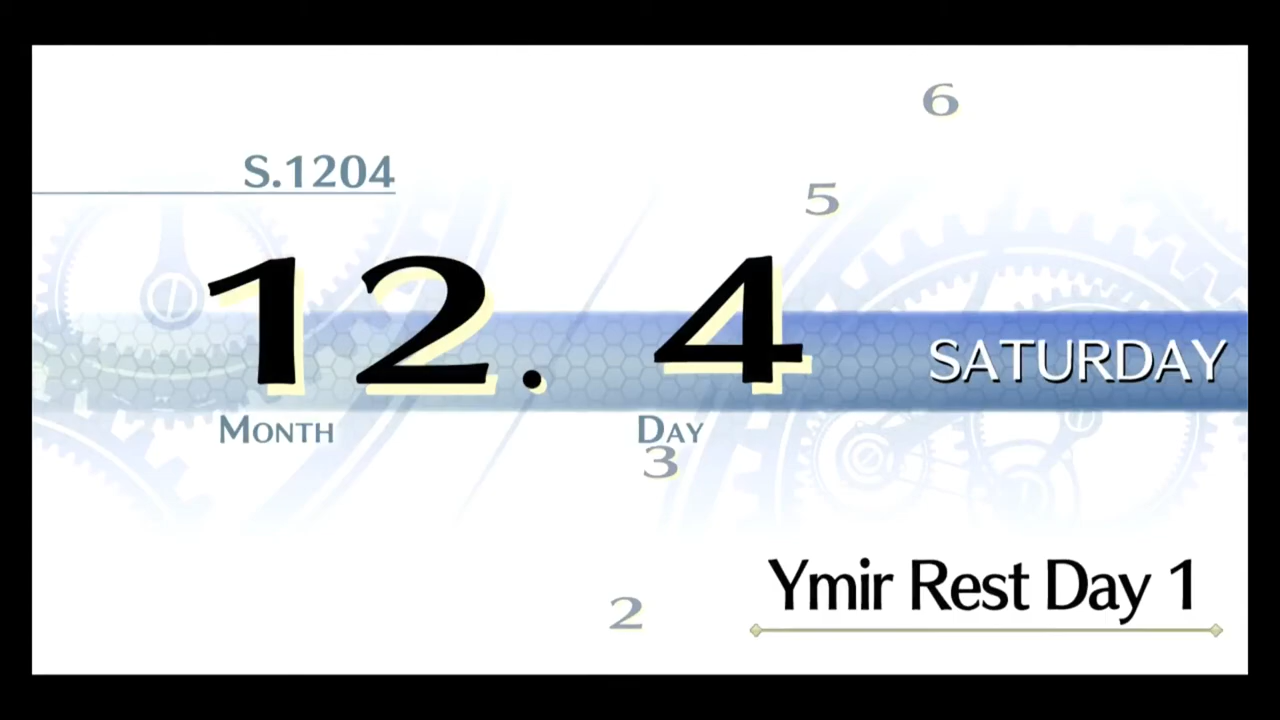 6
S.1204
5
12. 4
SATURDAY
MONTH DAY
3
Ymir Rest Day 1
2